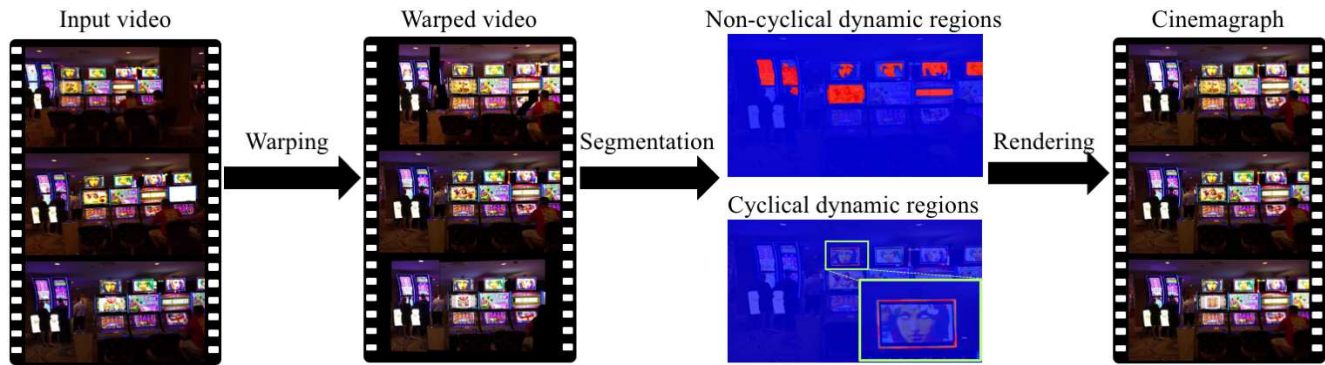 Input video
Warped video
Non-cyclical dynamic regions
Cinemagraph
Warping
Segmentation
Rendering
Cyclical dynamic regions